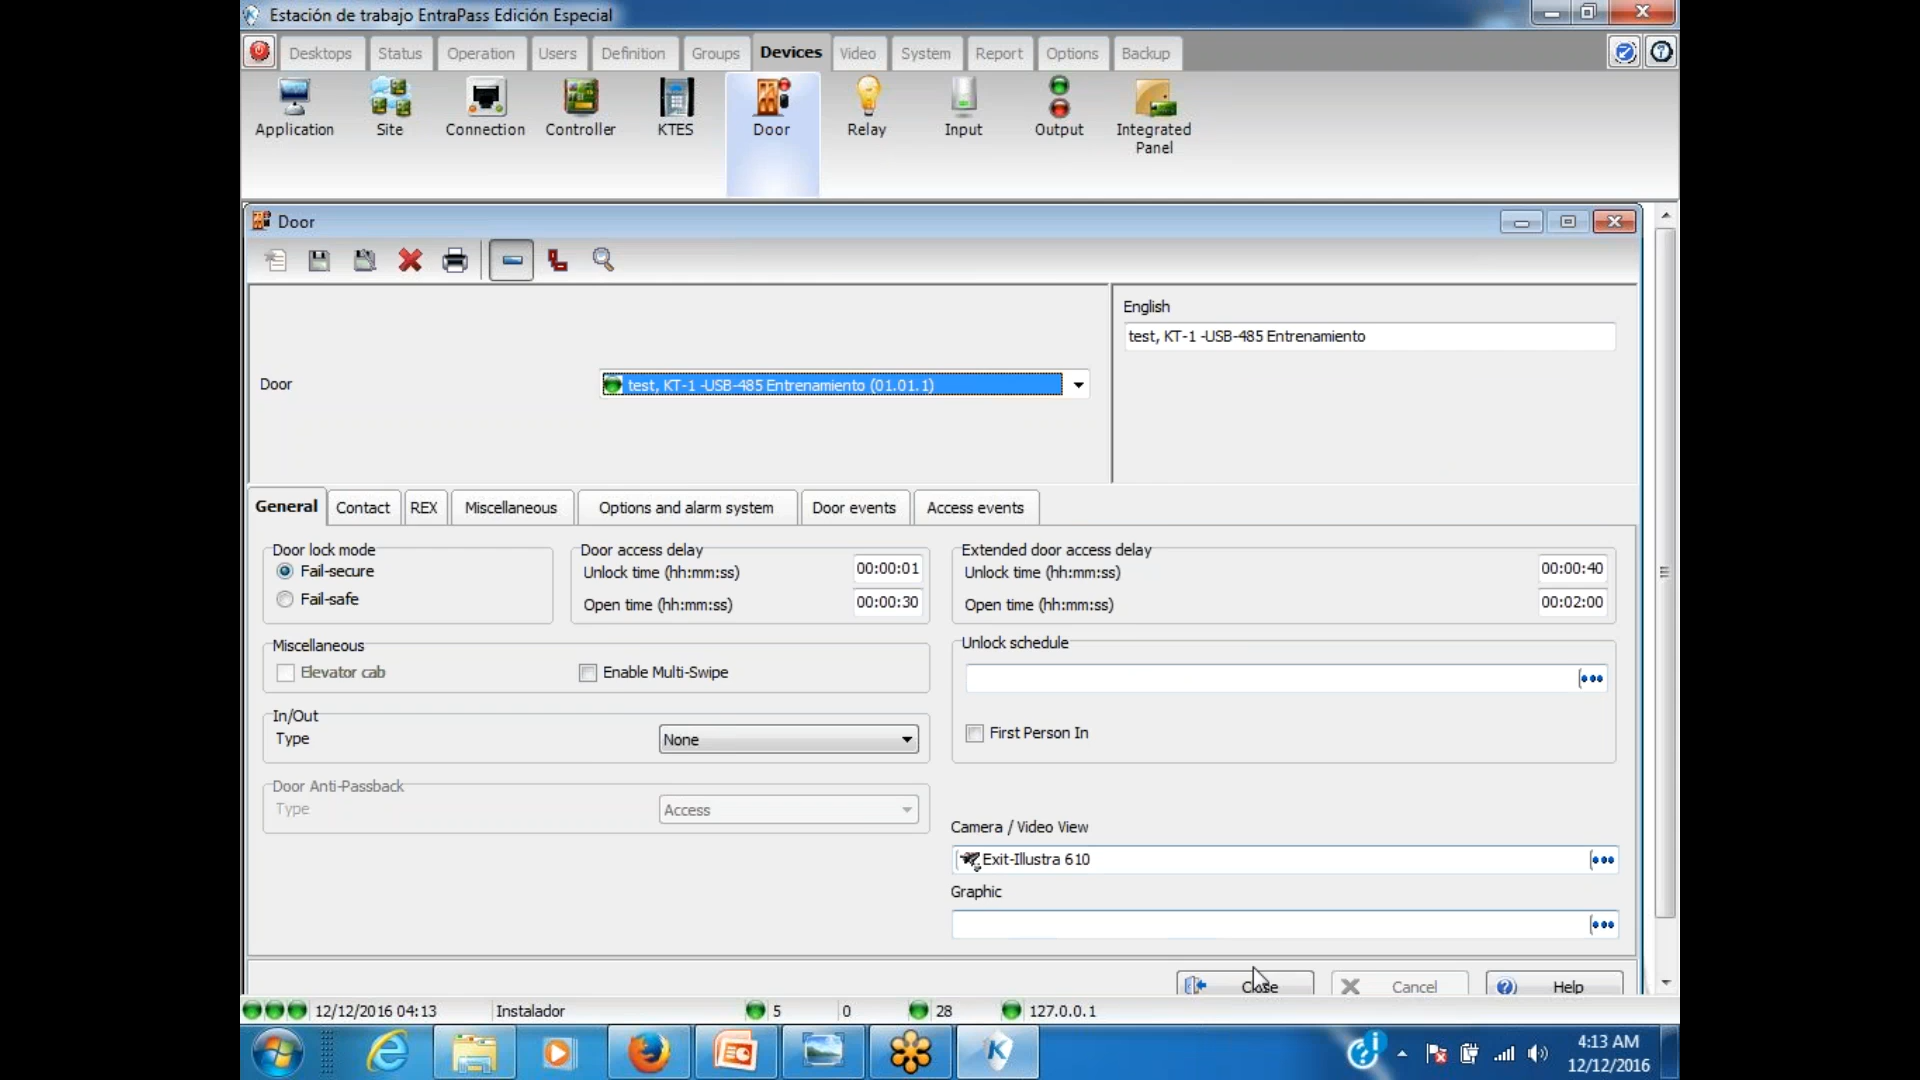 Estación de trabajo EntraPass Edición Especial
Desktops Status Operation Users Definition Groups Devices Video System Report Options Backup
Application Site Connection Controller KTES Door Relay Input Output Integrated
Panel
Door
English
test, KT-1 -USB-485 Entrenamiento
Door test, KT-1 -USB-485 Entrenamiento (01.01.1)
General Contact REX Miscellaneous Options and alarm system Door events Access events
Door lock mode Door access delay Extended door access delay
Fail-secure Unlock time (hh:mm:ss) 00:00:01 Unlock time (hh:mm:ss) 00:00:40
Fail-safe Open time (hh:mm:ss) 00:00:30 Open time (hh:mm:ss) 00:02:00
Miscellaneous Unlock schedule
Elevator cab Enable Multi-Swipe
In/Out
Type None First Person In
Door Anti-Passback
Type Access
Camera / Video View
Exit-Illustra 610
Graphic
Close Cancel Help
12/12/2016 04:13 Instalador 5 0 28 127.0.0.1
4:13 AM
12/12/2016